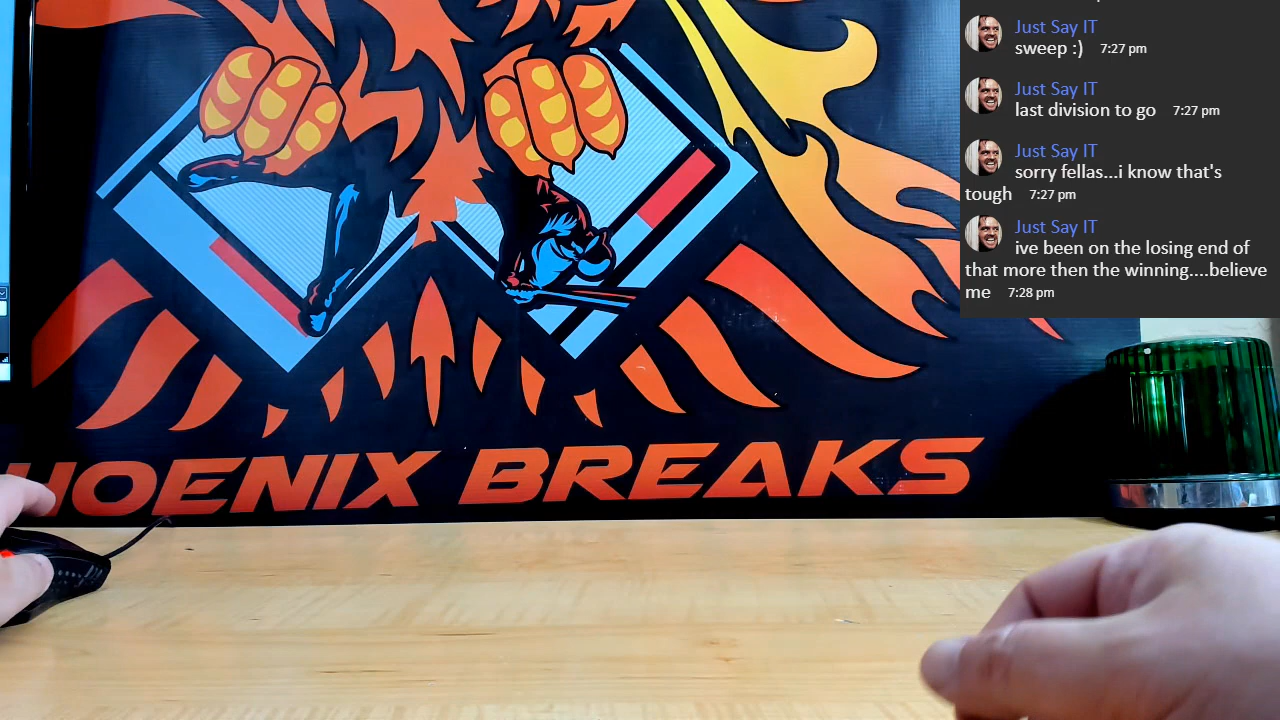 Just Say IT
sweep :) 7:27 pm
Just Say IT
last division to go 7:27 pm
Just Say IT
sorry fellas...i know that's
tough 7:27 pm
Just Say IT
ive been on the losing end of
that more then the winning....believe
me 7:28 pm
HOENIX BREAKS